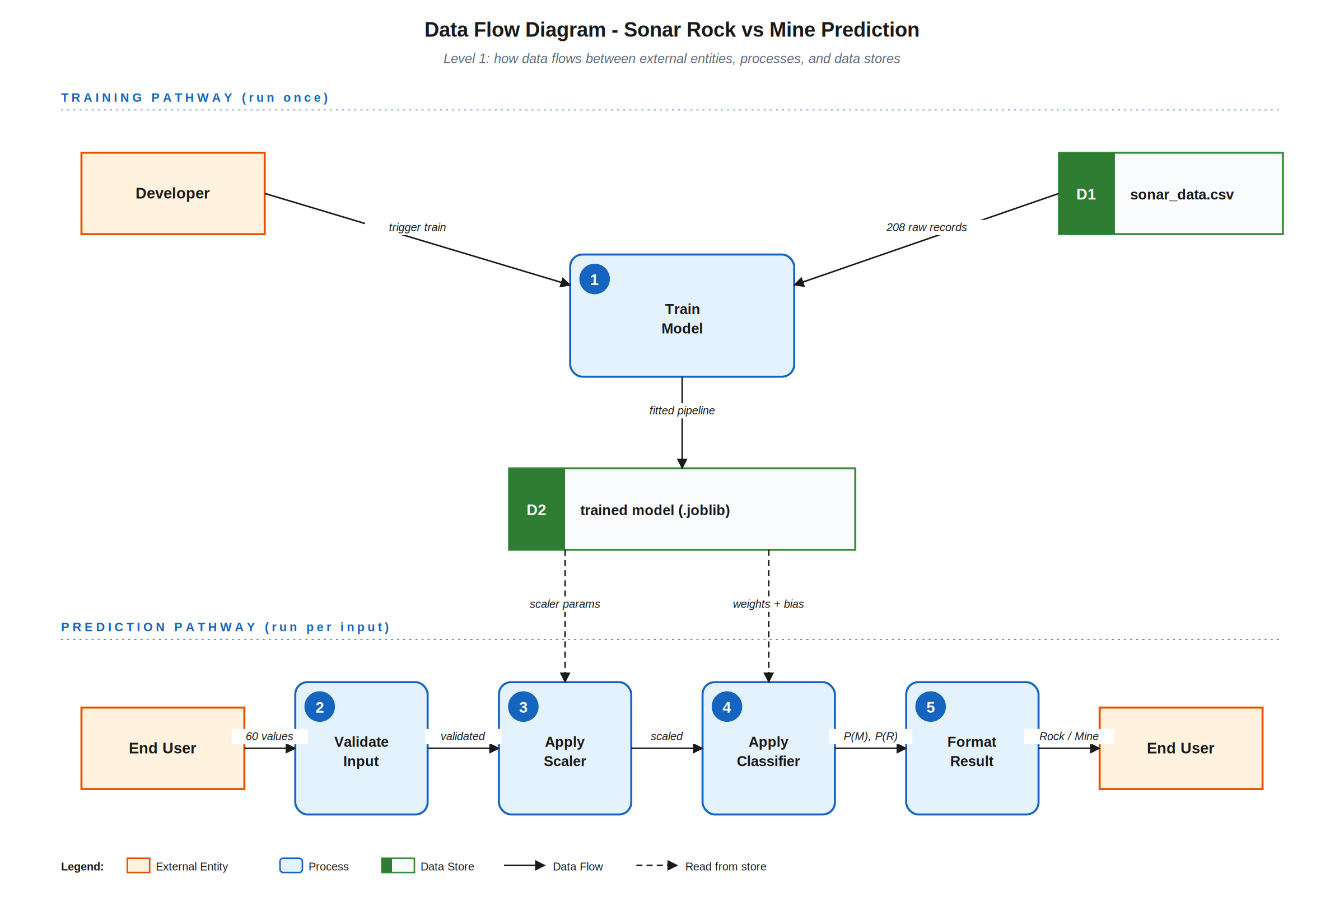 Data Flow Diagram - Sonar Rock vs Mine Prediction
Level 1: how data flows between external entities, processes, and data stores
TRAINING PATHWAY (run once)
Developer
D1
sonar_data.csv
trigger train
208 raw records
1
Train
Model
fitted pipeline
D2
trained model (.joblib)
scaler params
weights + bias
PREDICTION PATHWAY (run per input)
End User
60 values
2
Validate
Input
validated
3
Apply
Scaler
scaled
4
Apply
Classifier
P(M), P(R)
5
Format
Result
Rock / Mine
End User
Legend:
External Entity
Process
Data Store
Data Flow
Read from store